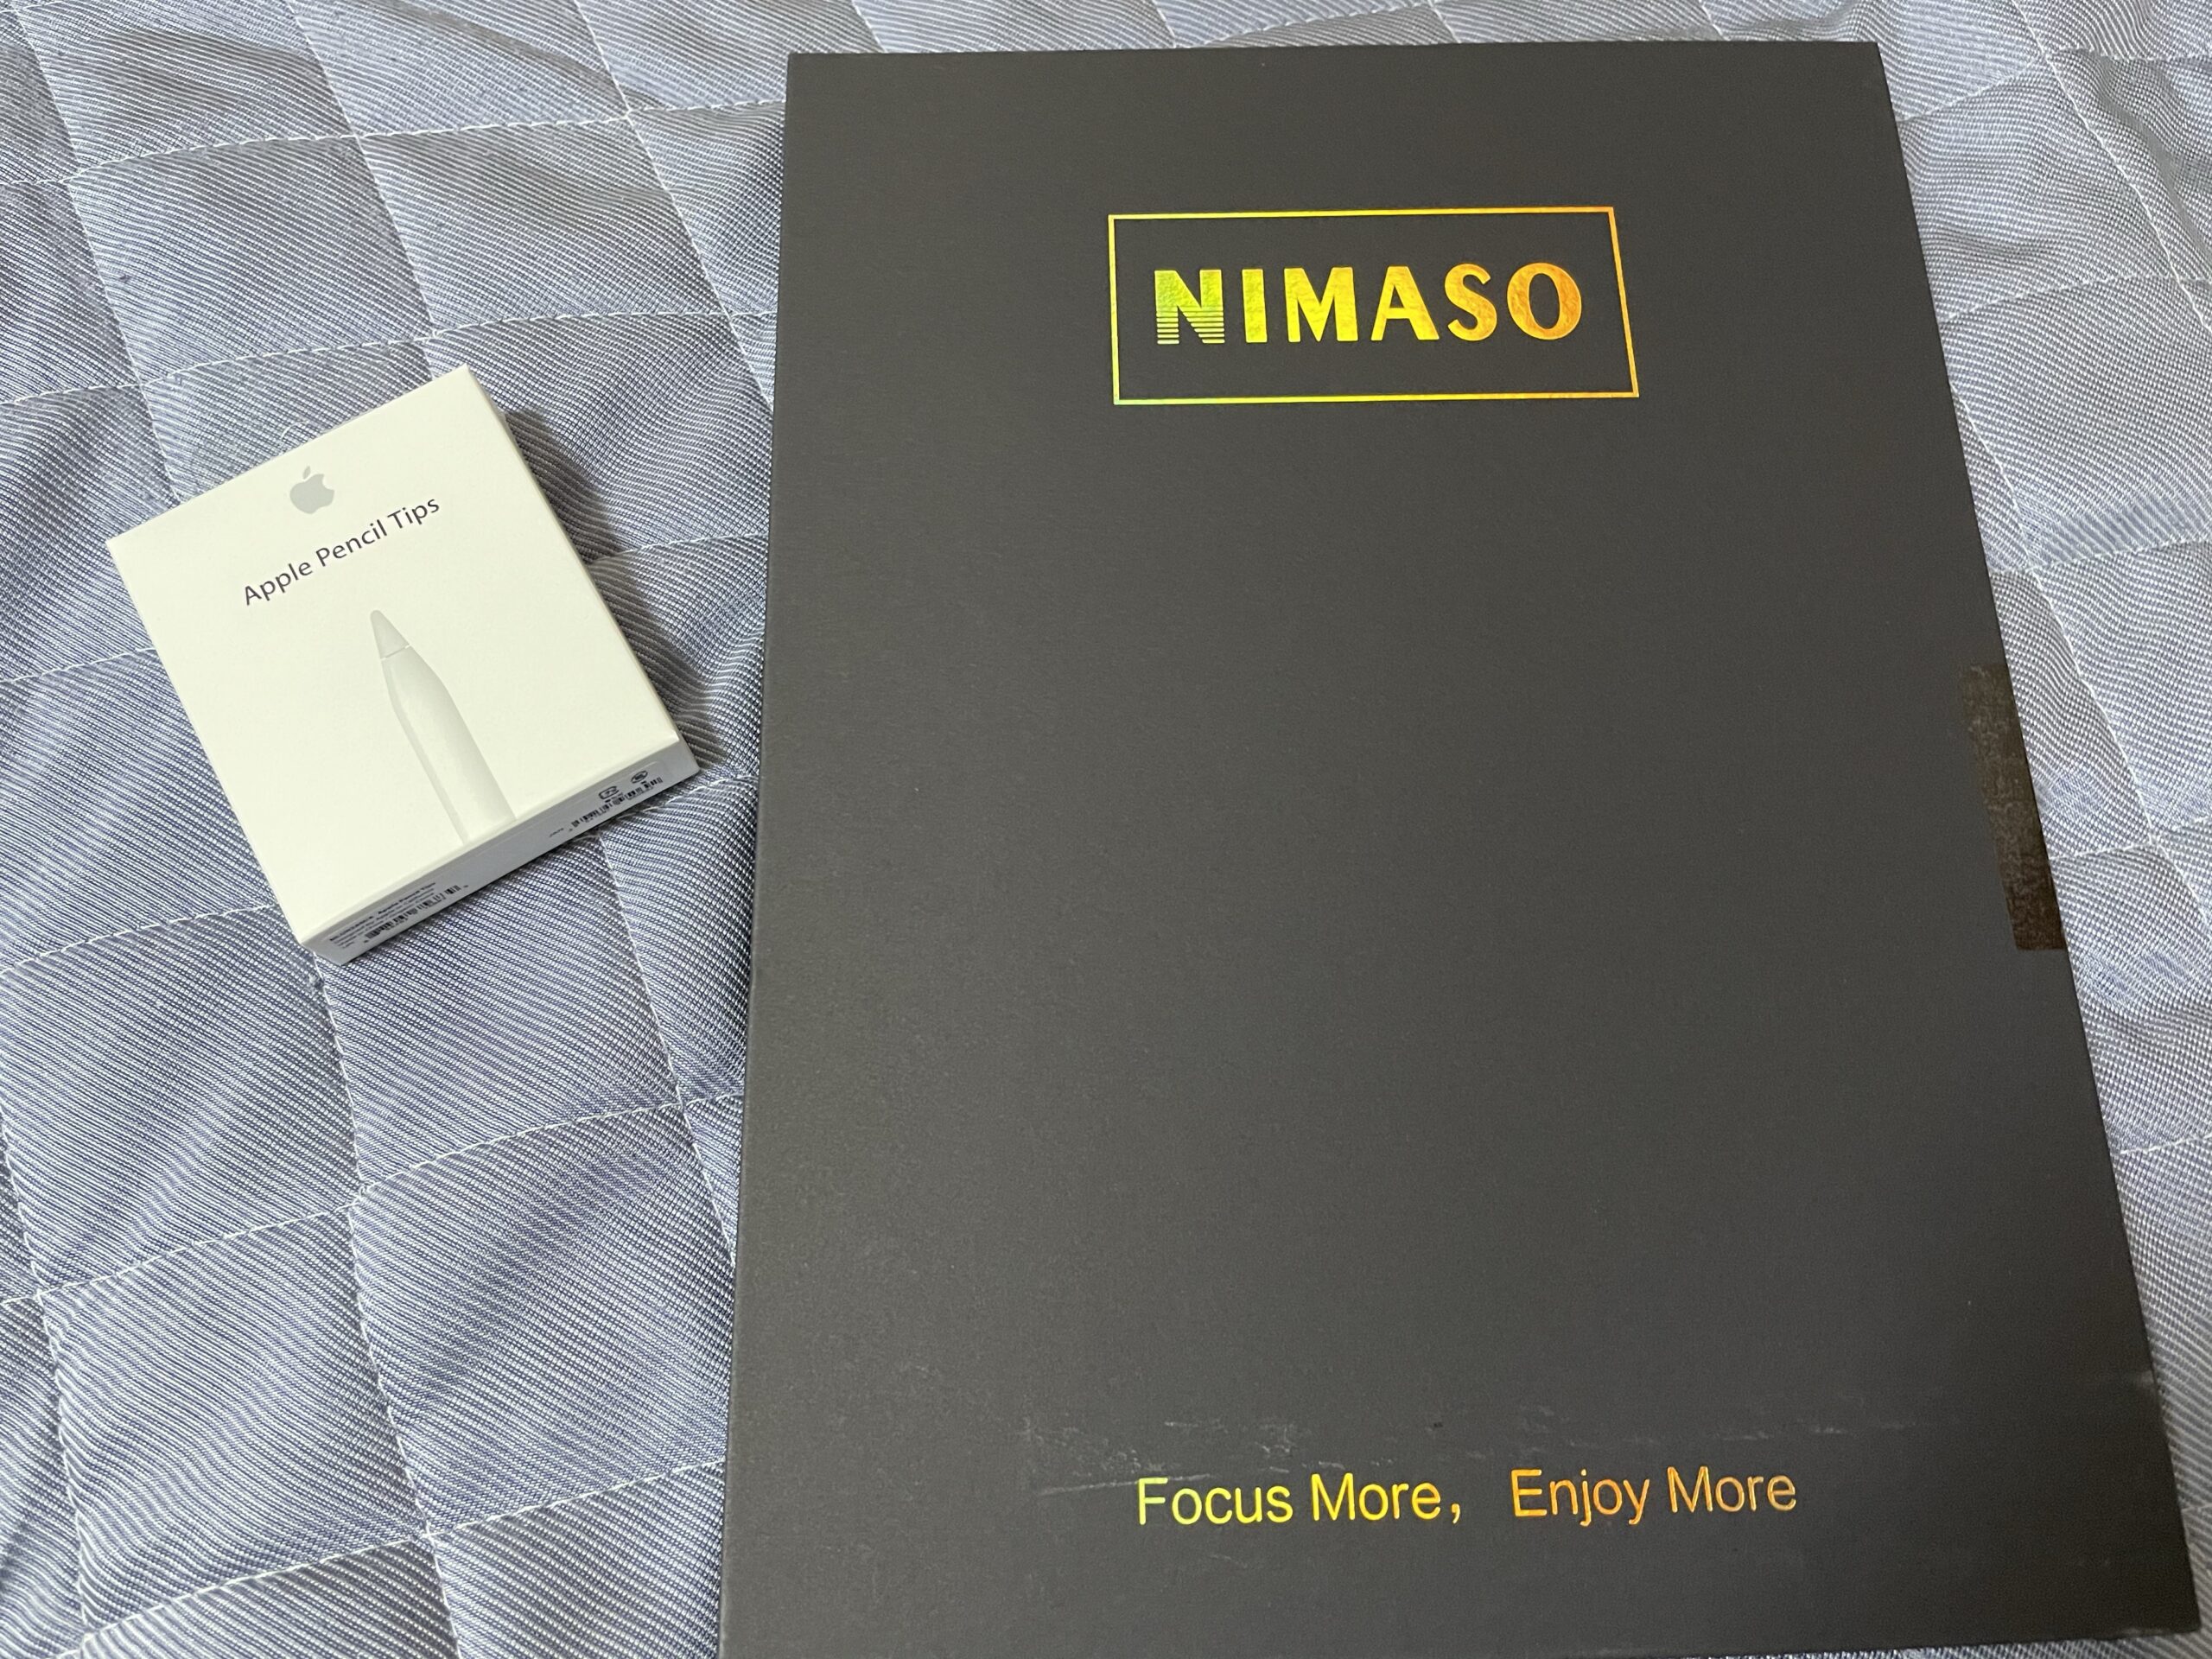 Apple Pencil Tips
NIMASO
Focus More, Enjoy More